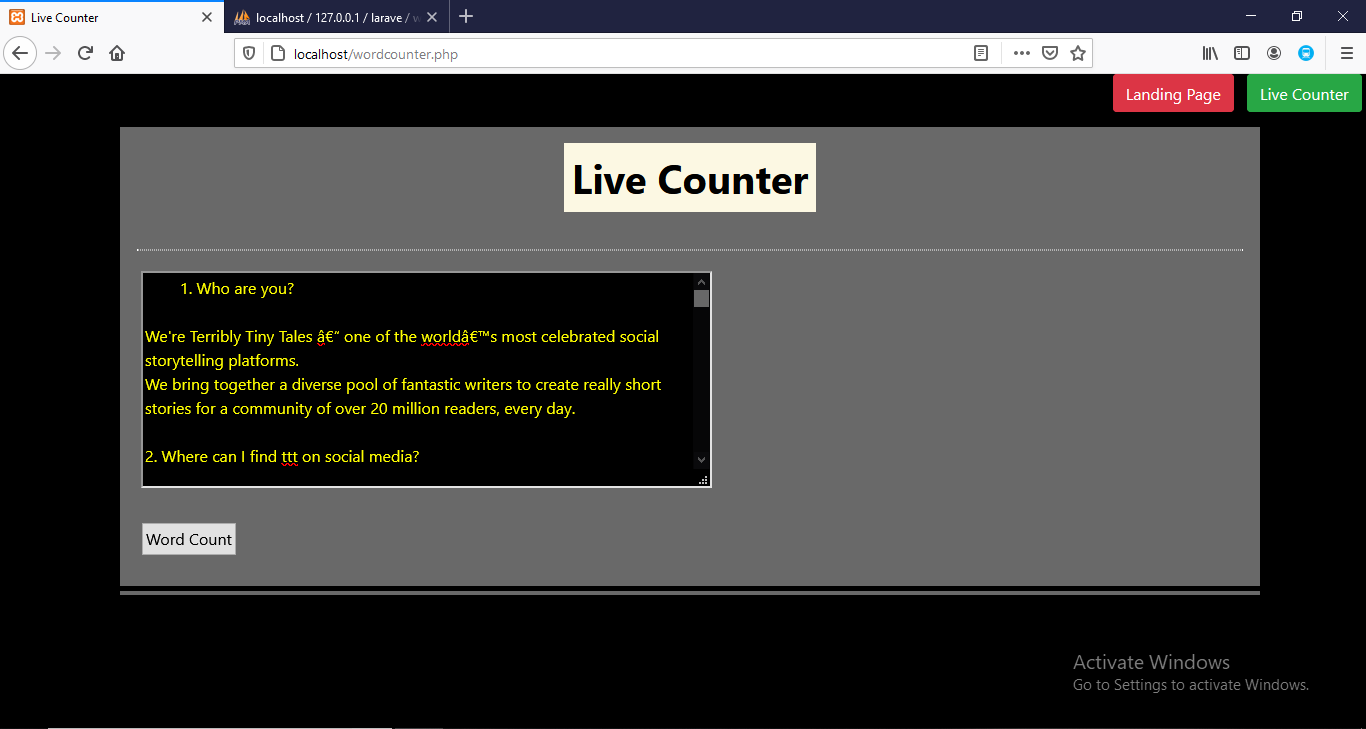 Live Counter
localhost / 127.0.0.1 / larave / w
localhost/wordcounter.php
Landing Page
Live Counter
Live Counter
1. Who are you?
We're Terribly Tiny Tales â€“ one of the worldâ€™s most celebrated social
storytelling platforms.
We bring together a diverse pool of fantastic writers to create really short
stories for a community of over 20 million readers, every day.
2. Where can I find ttt on social media?
Word Count
Activate Windows
Go to Settings to activate Windows.